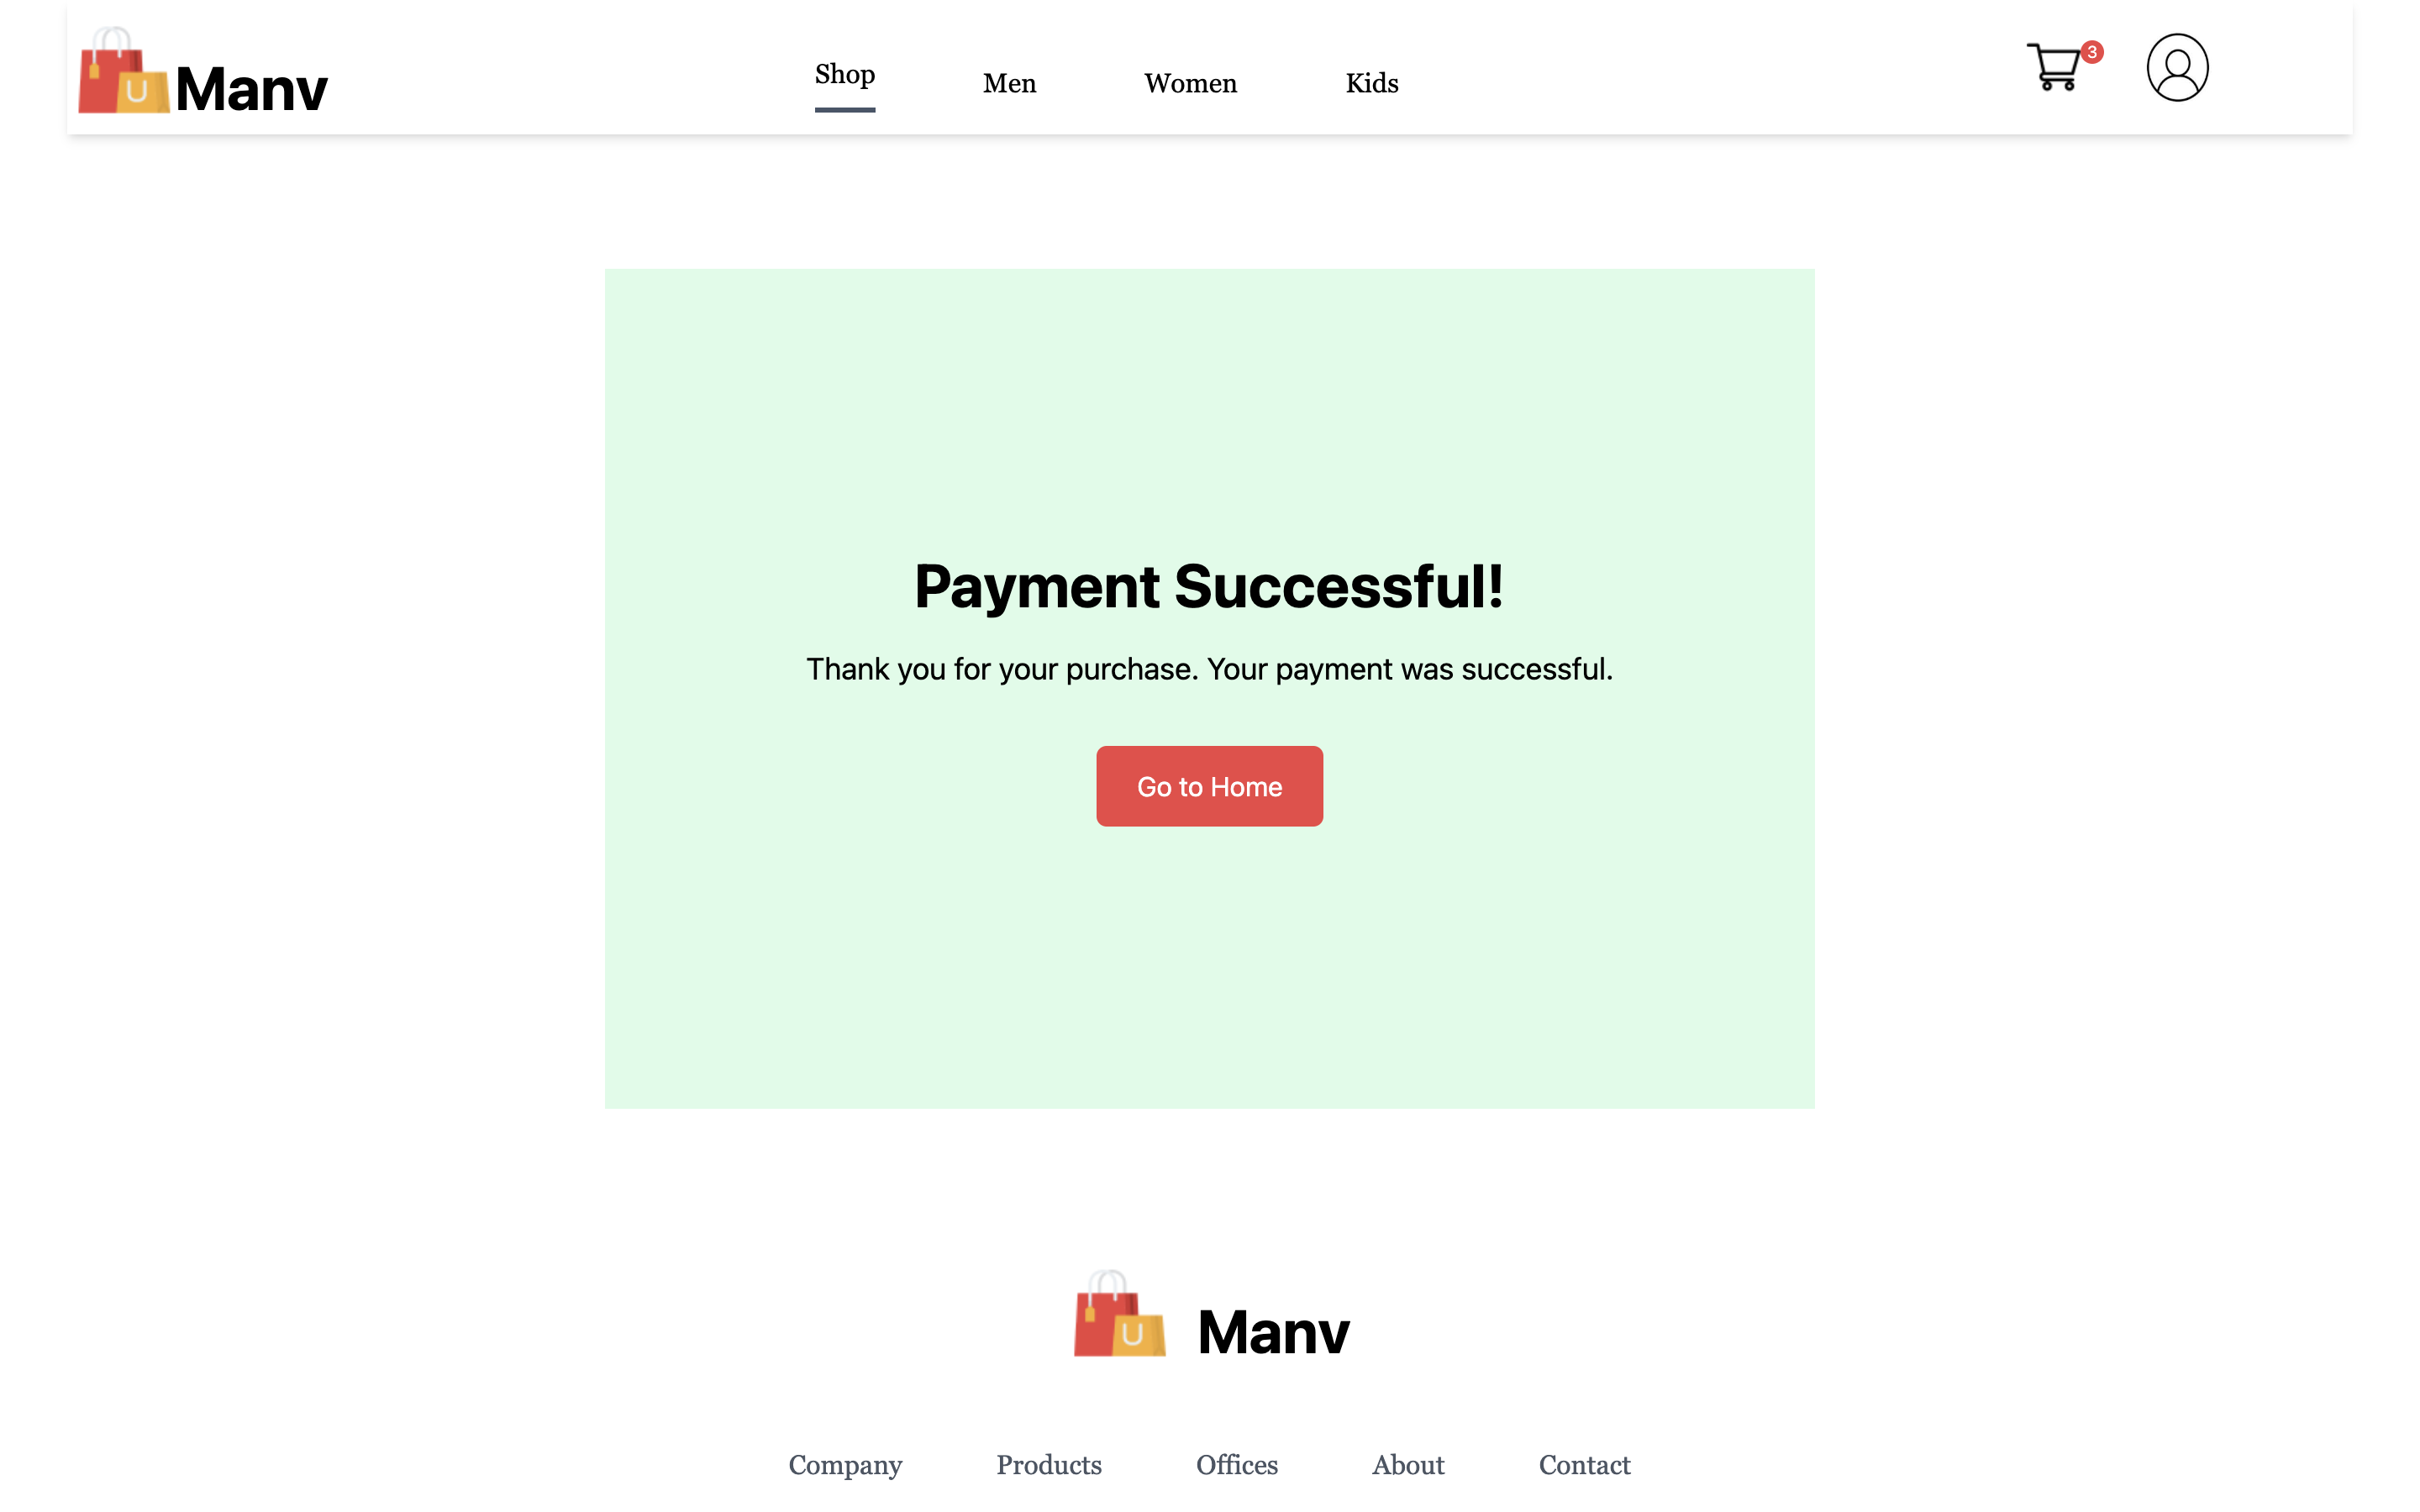 Manv
Shop Men Women Kids
3
Payment Successful!
Thank you for your purchase. Your payment was successful.
Go to Home
Manv
Company Products Offices About Contact